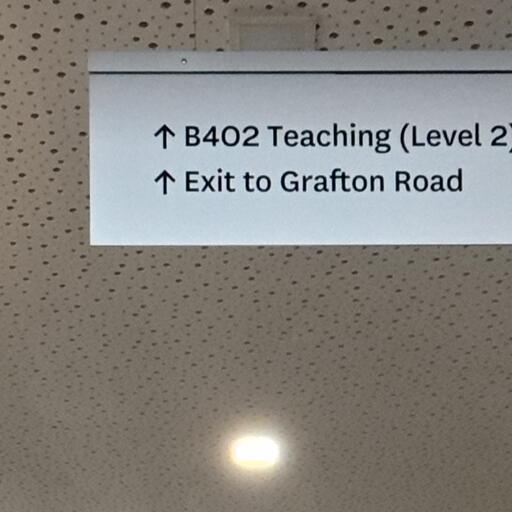 ↑ B402 Teaching (Level 2)
↑ Exit to Grafton Road